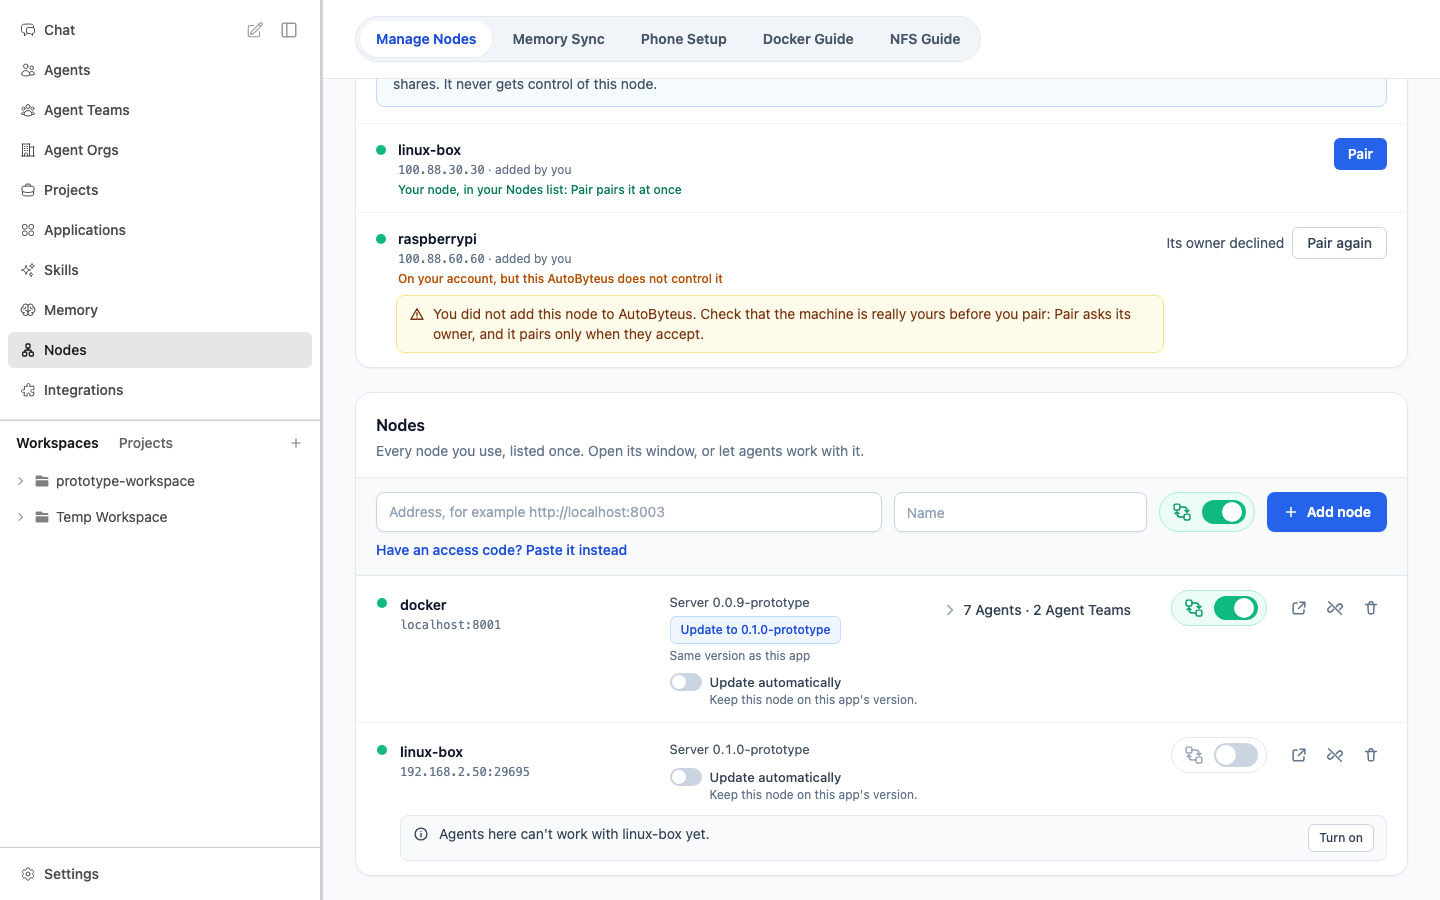 Chat
Agents
Agent Teams
Agent Orgs
Projects
Applications
Skills
Memory
Nodes
Integrations
Workspaces
Projects
prototype-workspace
Temp Workspace
Settings
Manage Nodes
Memory Sync
Phone Setup
Docker Guide
NFS Guide
shares. It never gets control of this node.
linux-box
100.88.30.30 · added by you
Your node, in your Nodes list: Pair pairs it at once
Pair
raspberrypi
100.88.60.60 · added by you
On your account, but this AutoByteus does not control it
Its owner declined
Pair again
You did not add this node to AutoByteus. Check that the machine is really yours before you pair: Pair asks its
owner, and it pairs only when they accept.
Nodes
Every node you use, listed once. Open its window, or let agents work with it.
Address, for example http://localhost:8003
Name
Add node
Have an access code? Paste it instead
docker
localhost:8001
Server 0.0.9-prototype
Update to 0.1.0-prototype
Same version as this app
Update automatically
Keep this node on this app's version.
7 Agents · 2 Agent Teams
linux-box
192.168.2.50:29695
Server 0.1.0-prototype
Update automatically
Keep this node on this app's version.
Agents here can't work with linux-box yet.
Turn on